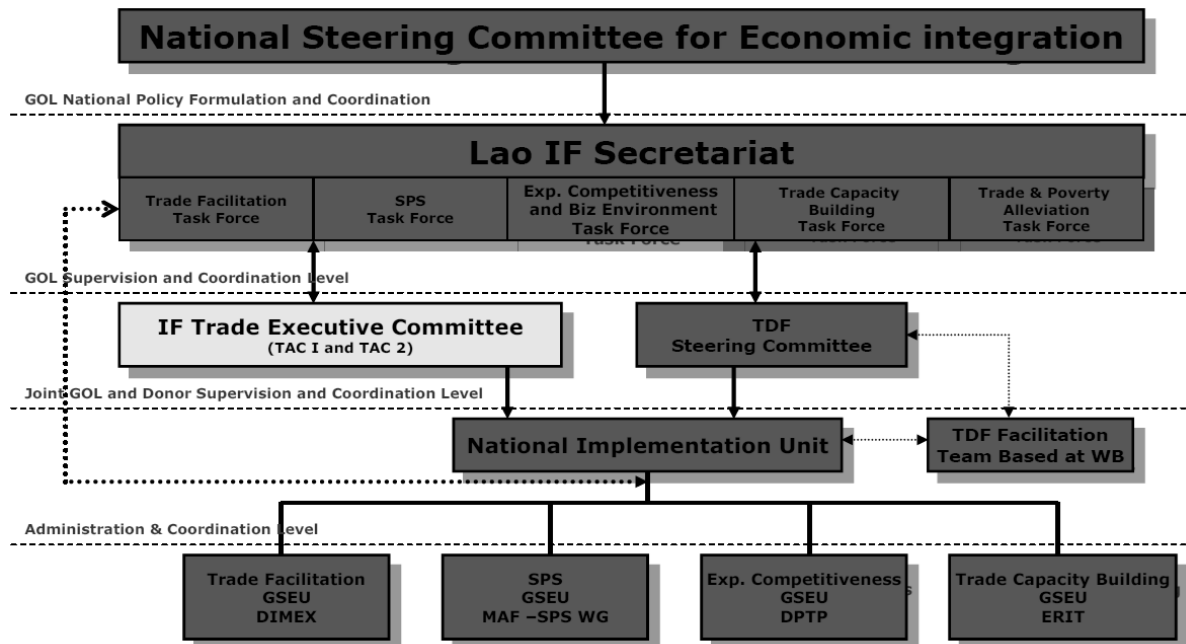 National Steering Committee for Economic integration
GOL National Policy Formulation and Coordination
Lao IF Secretariat
Trade Facilitation
Task Force
SPS
Task Force
Exp. Competitiveness
and Biz Environment
Task Force
Trade Capacity
Building
Task Force
Trade & Poverty
Alleviation
Task Force
GOL Supervision and Coordination Level
IF Trade Executive Committee
(TAC I and TAC 2)
TDF
Steering Committee
Joint GOL and Donor Supervision and Coordination Level
National Implementation Unit
TDF Facilitation
Team Based at WB
Administration & Coordination Level
Trade Facilitation
GSEU
DIMEX
SPS
GSEU
MAF –SPS WG
Exp. Competitiveness
GSEU
DPTP
Trade Capacity Building
GSEU
ERIT